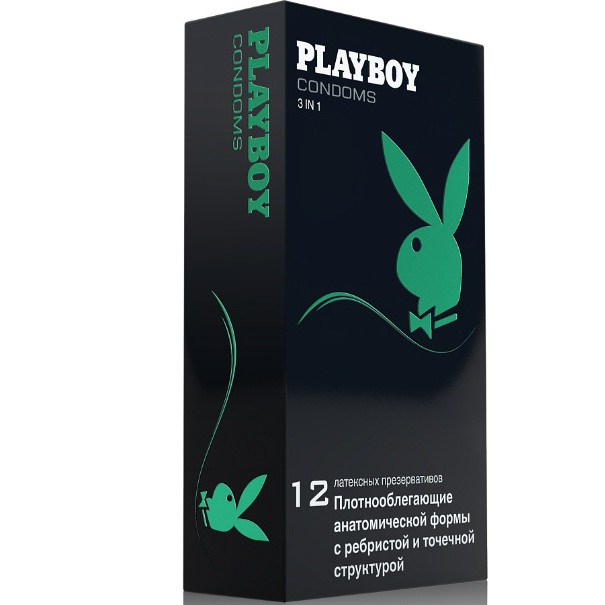 PLAYBOY
CONDOMS
3 IN 1
PLAYBOY
CONDOMS
12 латексных презервативов
Плотнооблегающие
анатомической формы
с ребристой и точечной
структурой